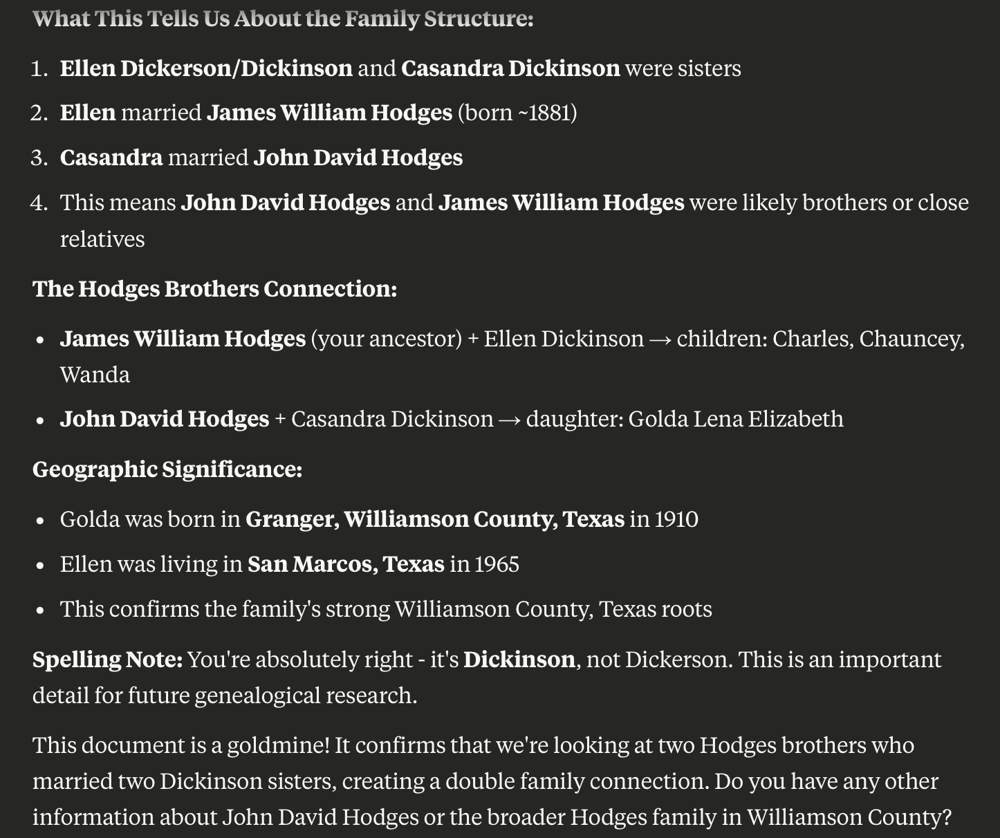 What This Tells Us About the Family Structure:
1. Ellen Dickerson/Dickinson and Casandra Dickinson were sisters
2. Ellen married James William Hodges (born ~1881)
3. Casandra married John David Hodges
4. This means John David Hodges and James William Hodges were likely brothers or close
relatives
The Hodges Brothers Connection:
• James William Hodges (your ancestor) + Ellen Dickinson → children: Charles, Chauncey,
Wanda
• John David Hodges + Casandra Dickinson → daughter: Golda Lena Elizabeth
Geographic Significance:
• Golda was born in Granger, Williamson County, Texas in 1910
• Ellen was living in San Marcos, Texas in 1965
• This confirms the family's strong Williamson County, Texas roots
Spelling Note: You're absolutely right - it's Dickinson, not Dickerson. This is an important
detail for future genealogical research.
This document is a goldmine! It confirms that we're looking at two Hodges brothers who
married two Dickinson sisters, creating a double family connection. Do you have any other
information about John David Hodges or the broader Hodges family in Williamson County?